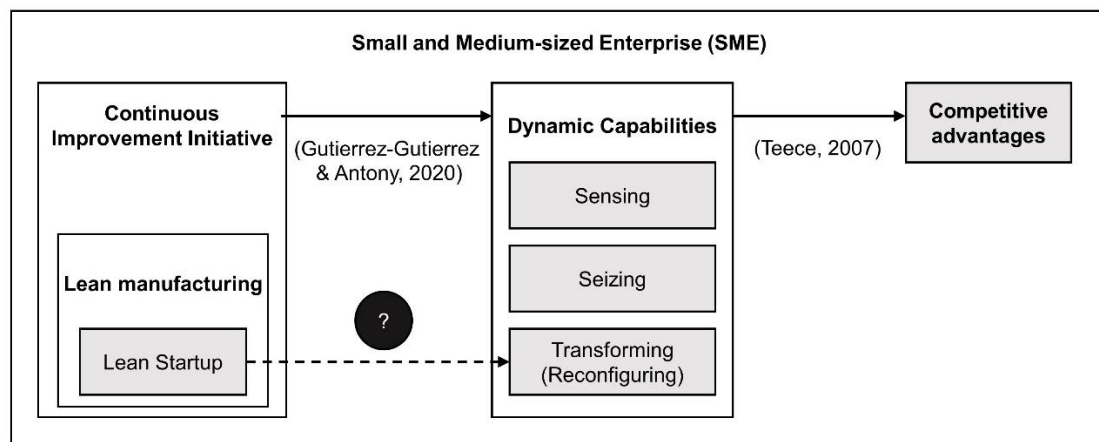 Small and Medium-sized Enterprise (SME)
Continuous
Improvement Initiative
(Gutierrez-Gutierrez
& Antony, 2020)
Lean manufacturing
Lean Startup
?
Dynamic Capabilities
Sensing
Seizing
Transforming
(Reconfiguring)
(Teece, 2007)
Competitive
advantages